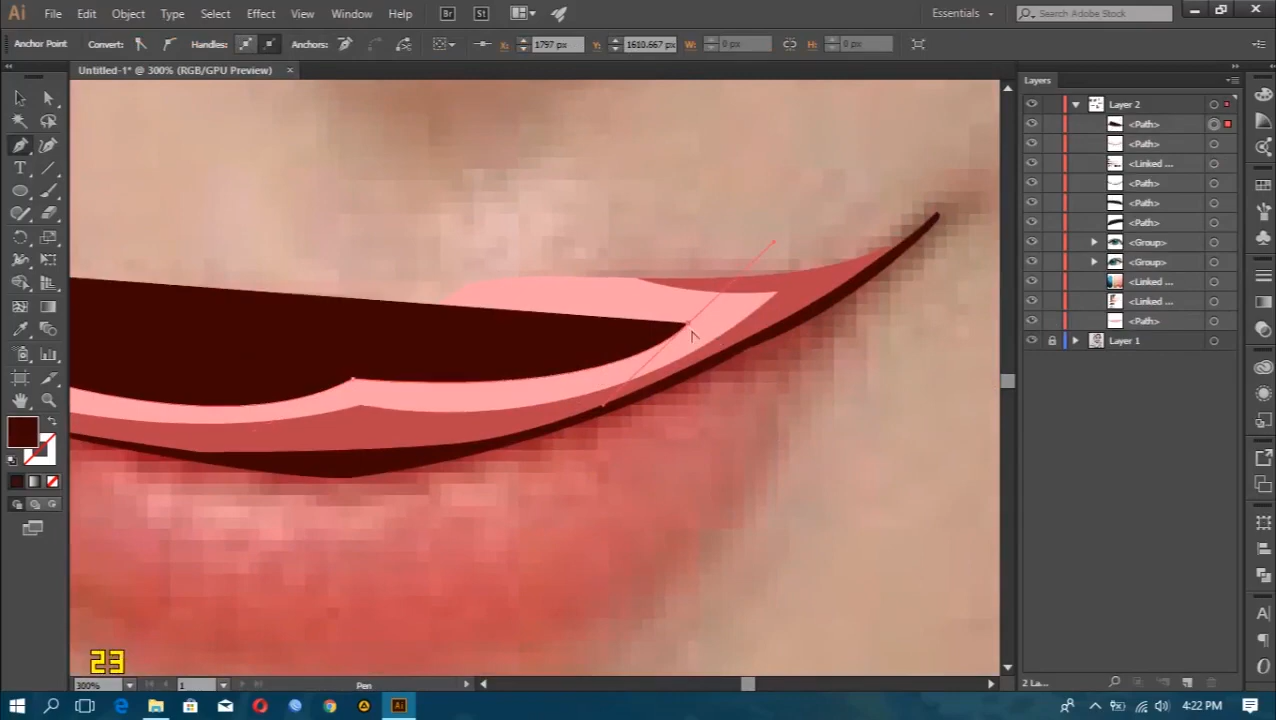 Ai File Edit Object Type Select Effect View Window Help Br St Essentials Search Adobe Stock
Anchor Point Convert: Handles: Anchors: X: 1797 px Y: 1610.667 px W: 0 px H: 0 px
Untitled-1* @ 300% (RGB/GPU Preview) ×
Layers
Layer 2
<Path>
<Path>
<Linked ...
<Path>
<Path>
<Path>
<Group>
<Group>
<Linked ...
<Linked ...
<Path>
Layer 1
23
300% 1 Pen
2 La...
Ai 4:22 PM